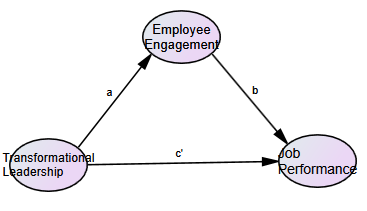 Employee
Engagement
a
b
Transformational
Leadership
c'
Job
Performance